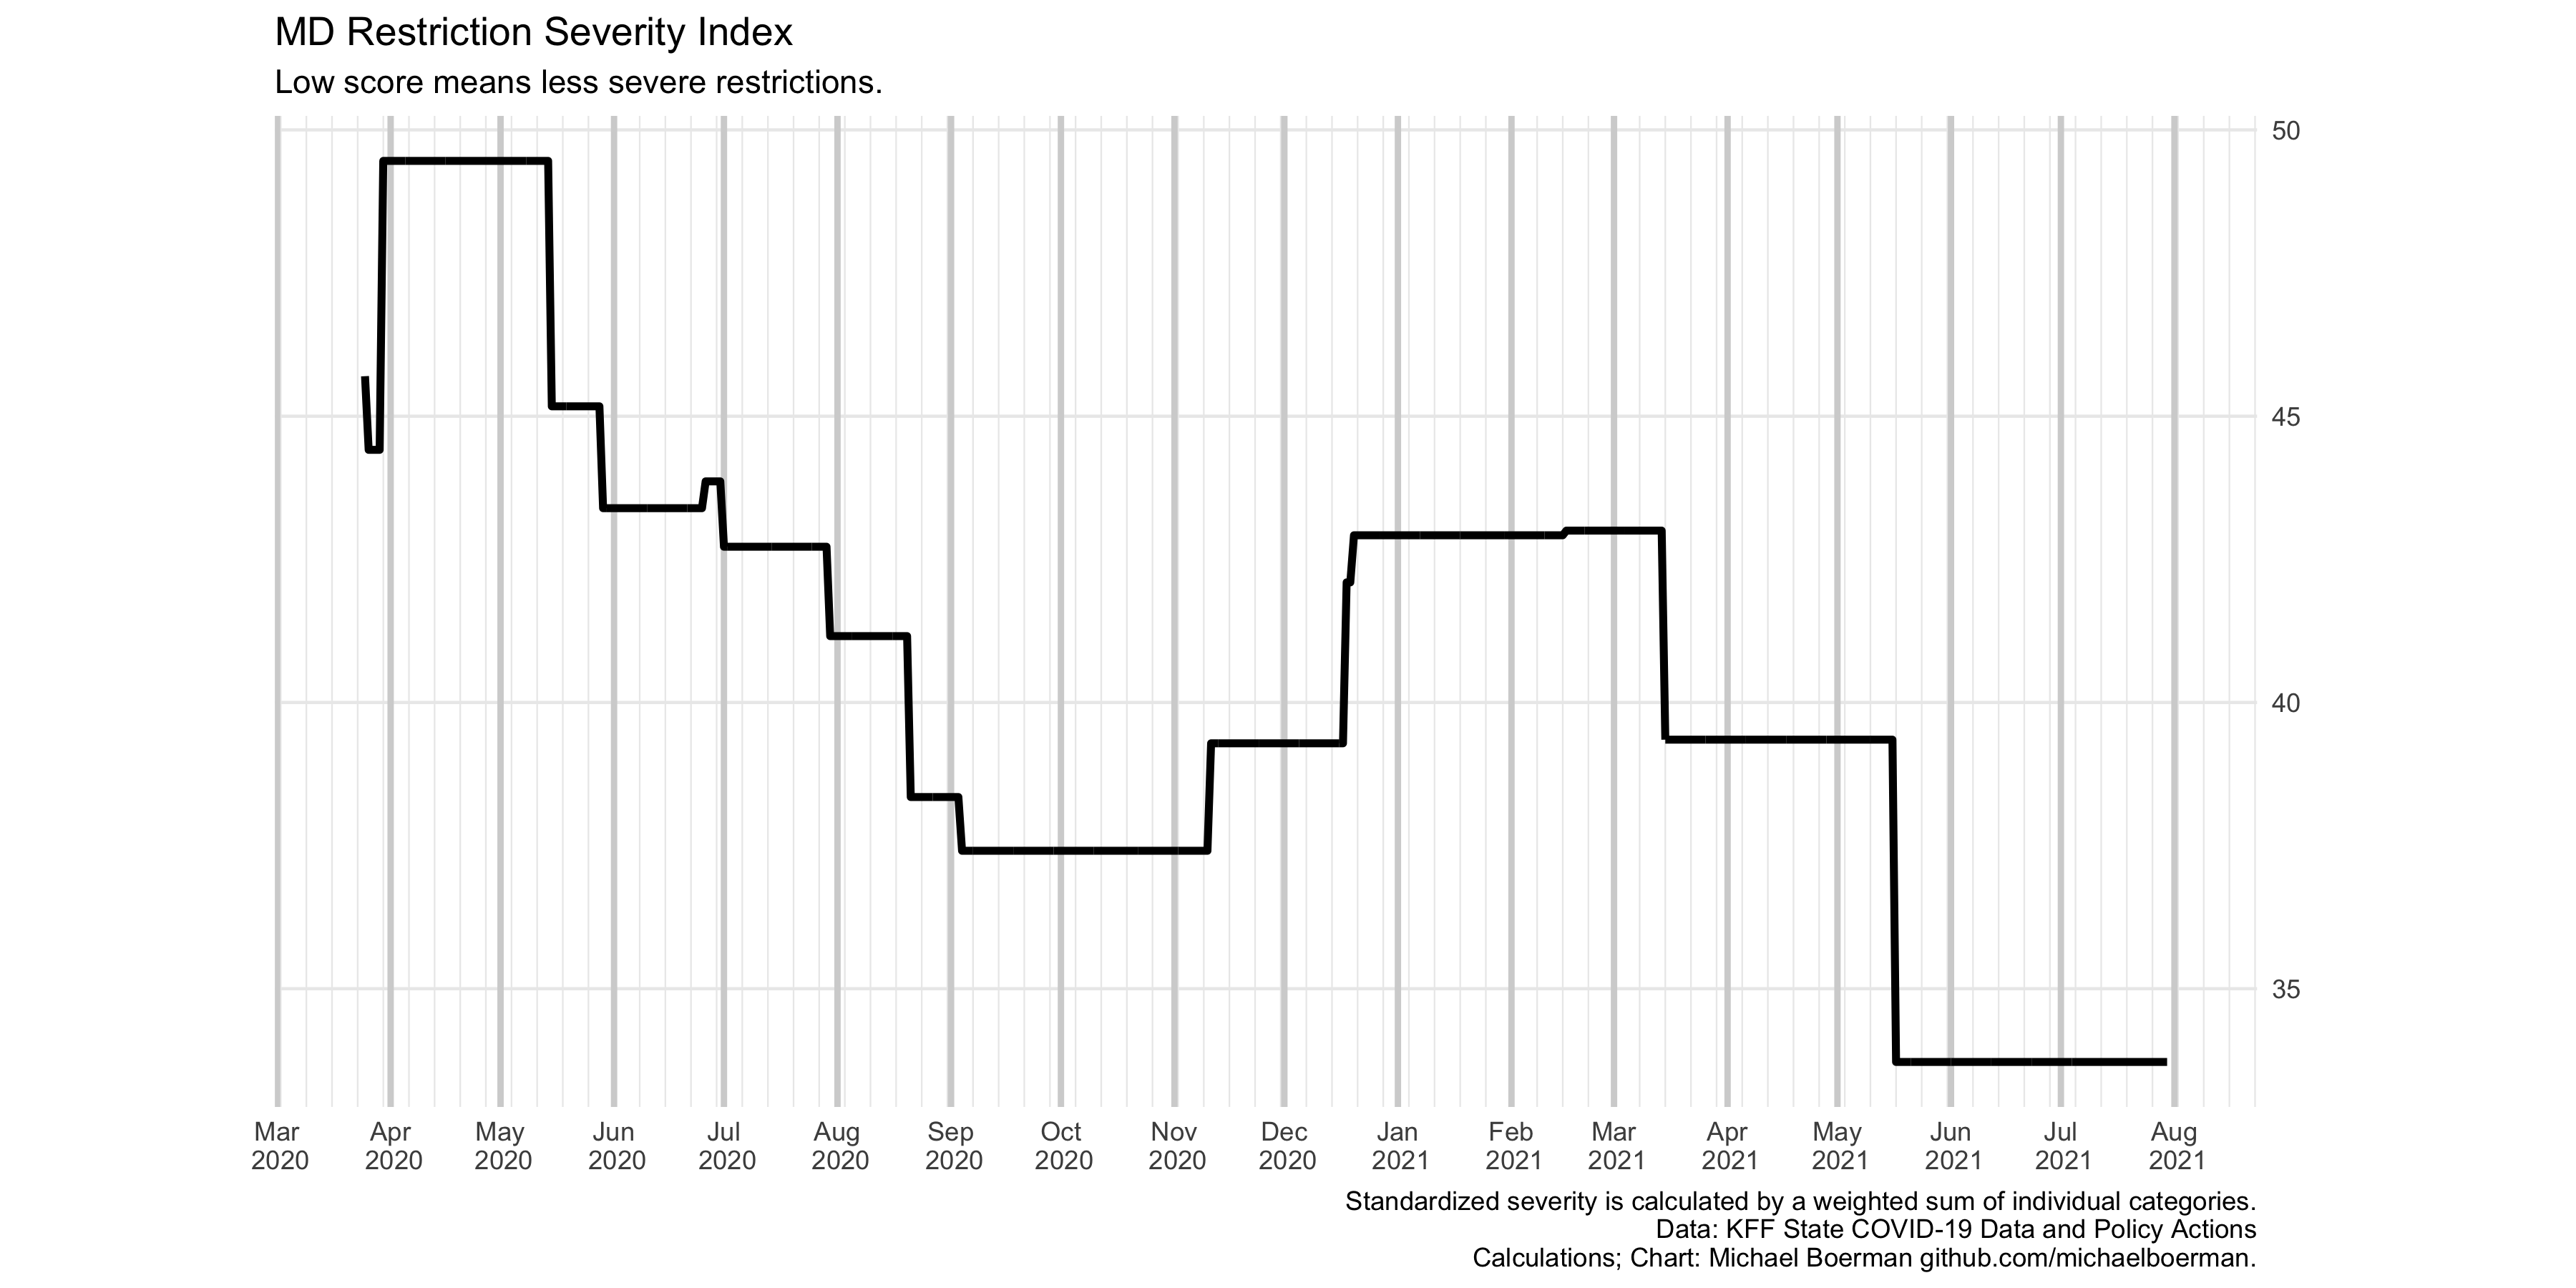 MD Restriction Severity Index
Low score means less severe restrictions.
50
45
40
35
Mar Apr May Jun Jul Aug Sep Oct Nov Dec Jan Feb Mar Apr May Jun Jul Aug
2020 2020 2020 2020 2020 2020 2020 2020 2020 2020 2021 2021 2021 2021 2021 2021 2021 2021
Standardized severity is calculated by a weighted sum of individual categories.
Data: KFF State COVID-19 Data and Policy Actions
Calculations; Chart: Michael Boerman github.com/michaelboerman.